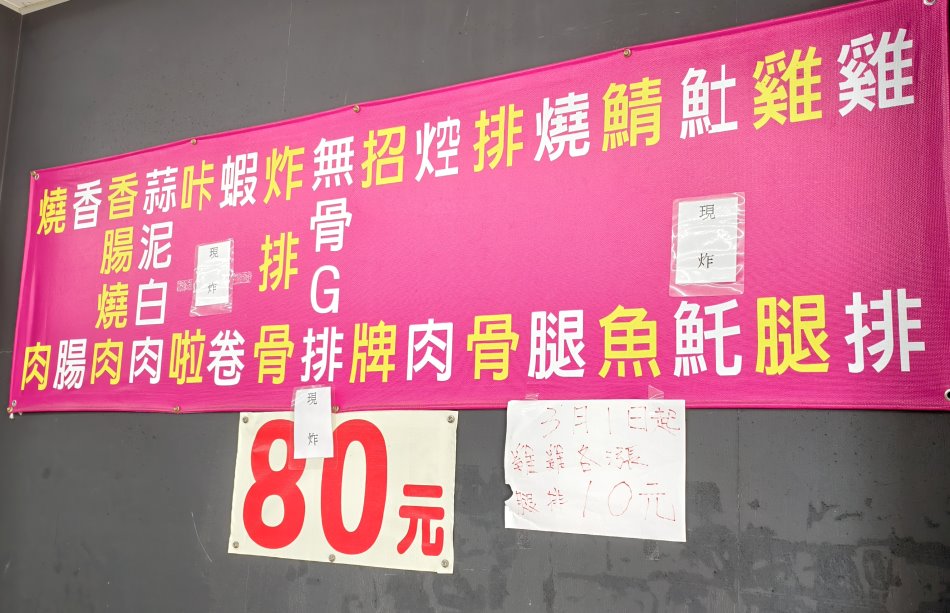 雞排
雞腿
𩵚魠
鯖魚
燒腿
排骨
焢肉
招牌
無骨G排
炸排骨
蝦卷
咔啦
蒜泥白肉
香腸燒肉
香腸
燒肉
現炸
現炸
現炸
80元
3月1日起
雞雞各漲
腿排10元